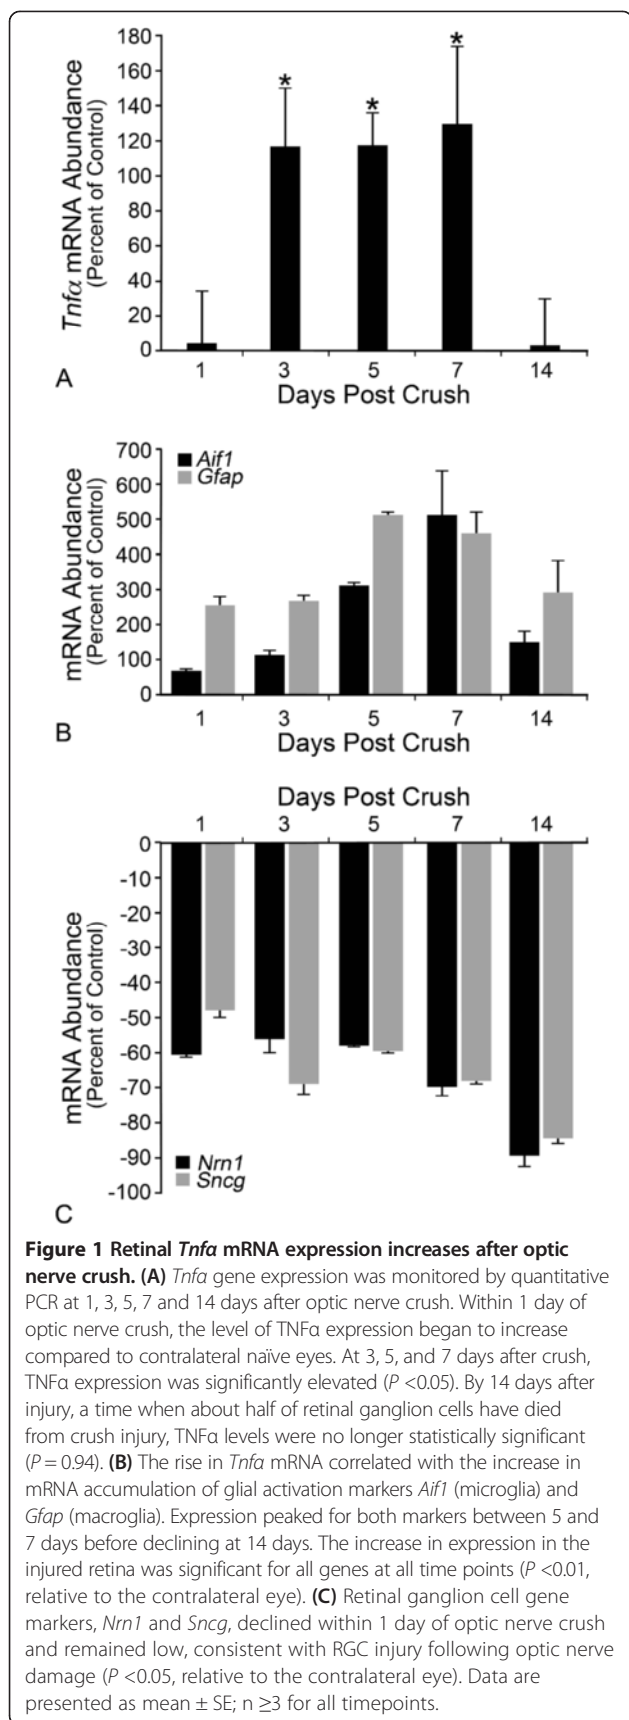 180
160
140
120
100
80
60
40
20
0
Tnfα mRNA Abundance
(Percent of Control)
* * *
1 3 5 7 14
Days Post Crush
A
700
600
500
400
300
200
100
0
mRNA Abundance
(Percent of Control)
Aif1
Gfap
1 3 5 7 14
Days Post Crush
B
Days Post Crush
1 3 5 7 14
0
-10
-20
-30
-40
-50
-60
-70
-80
-90
-100
mRNA Abundance
(Percent of Control)
Nrn1
Sncg
C
Figure 1 Retinal Tnfα mRNA expression increases after optic
nerve crush. (A) Tnfα gene expression was monitored by quantitative
PCR at 1, 3, 5, 7 and 14 days after optic nerve crush. Within 1 day of
optic nerve crush, the level of TNFα expression began to increase
compared to contralateral naïve eyes. At 3, 5, and 7 days after crush,
TNFα expression was significantly elevated (P <0.05). By 14 days after
injury, a time when about half of retinal ganglion cells have died
from crush injury, TNFα levels were no longer statistically significant
(P = 0.94). (B) The rise in Tnfα mRNA correlated with the increase in
mRNA accumulation of glial activation markers Aif1 (microglia) and
Gfap (macroglia). Expression peaked for both markers between 5 and
7 days before declining at 14 days. The increase in expression in the
injured retina was significant for all genes at all time points (P <0.01,
relative to the contralateral eye). (C) Retinal ganglion cell gene
markers, Nrn1 and Sncg, declined within 1 day of optic nerve crush
and remained low, consistent with RGC injury following optic nerve
damage (P <0.05, relative to the contralateral eye). Data are
presented as mean ± SE; n ≥3 for all timepoints.